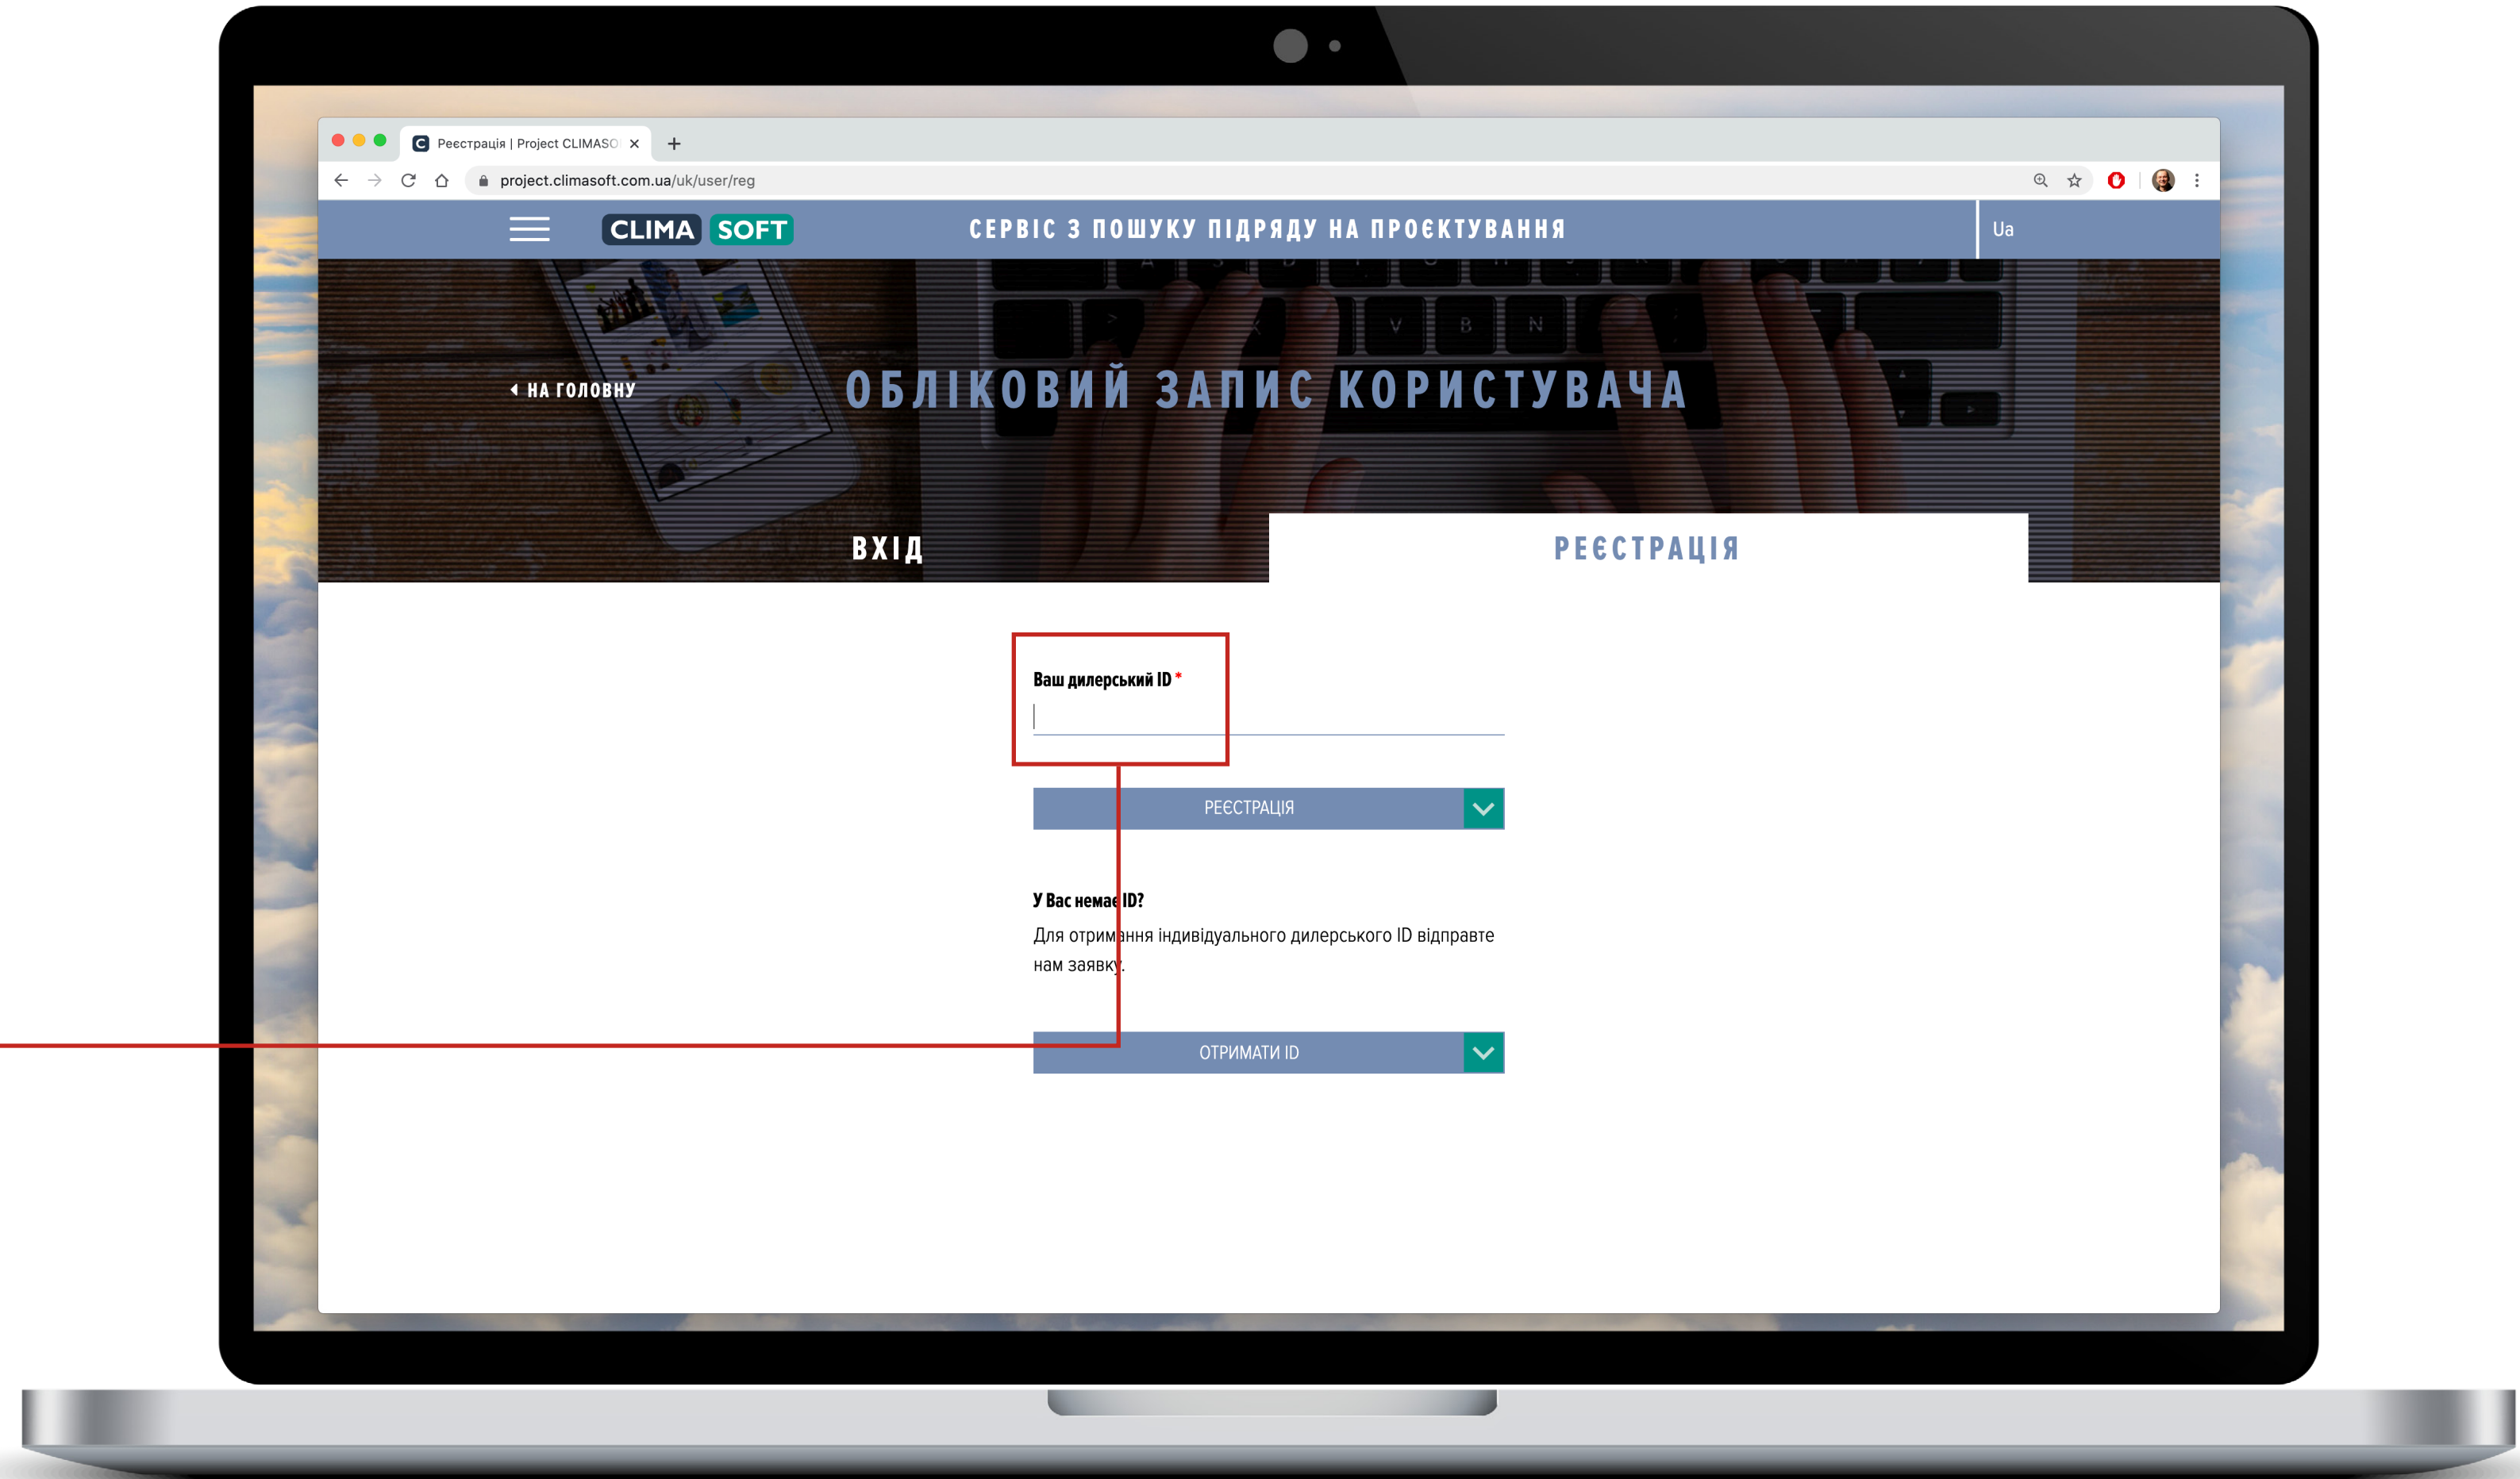 Реєстрація | Project CLIMASO
project.climasoft.com.ua/uk/user/reg
CLIMA SOFT
СЕРВІС З ПОШУКУ ПІДРЯДУ НА ПРОЄКТУВАННЯ
Ua
НА ГОЛОВНУ
ОБЛІКОВИЙ ЗАПИС КОРИСТУВАЧА
ВХІД
РЕЄСТРАЦІЯ
Ваш дилерський ID *
РЕЄСТРАЦІЯ
У Вас немає ID?
Для отримання індивідуального дилерського ID відправте
нам заявку.
ОТРИМАТИ ID